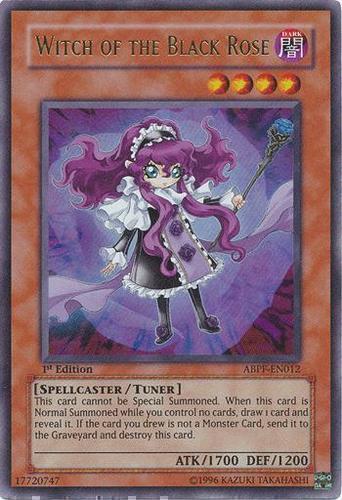 WITCH OF THE BLACK ROSE
DARK
闇
1st Edition
ABPF-EN012
[SPELLCASTER / TUNER]
This card cannot be Special Summoned. When this card is
Normal Summoned while you control no cards, draw 1 card and
reveal it. If the card you drew is not a Monster Card, send it to
the Graveyard and destroy this card.
ATK/1700 DEF/1200
17720747
©1996 KAZUKI TAKAHASHI